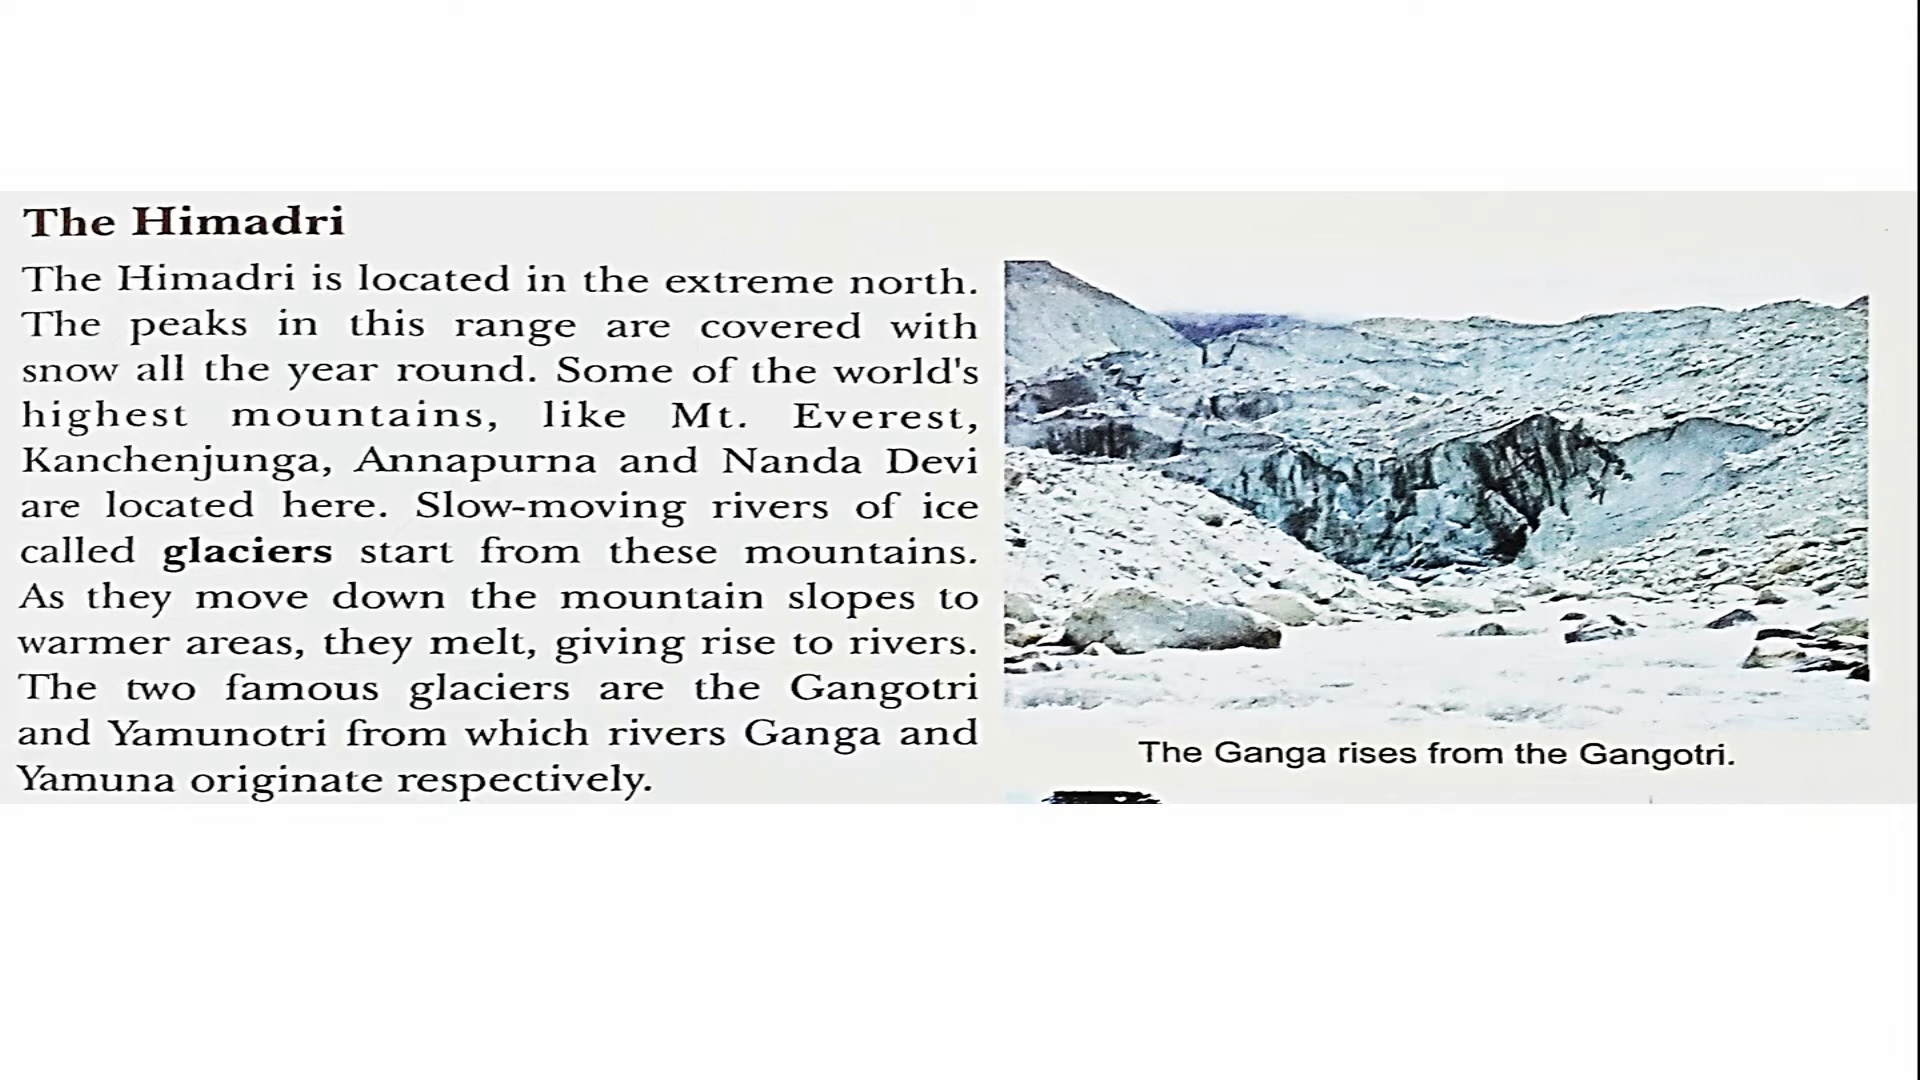 The Himadri
The Himadri is located in the extreme north.
The peaks in this range are covered with
snow all the year round. Some of the world's
highest mountains, like Mt. Everest,
Kanchenjunga, Annapurna and Nanda Devi
are located here. Slow-moving rivers of ice
called glaciers start from these mountains.
As they move down the mountain slopes to
warmer areas, they melt, giving rise to rivers.
The two famous glaciers are the Gangotri
and Yamunotri from which rivers Ganga and
Yamuna originate respectively.
The Ganga rises from the Gangotri.